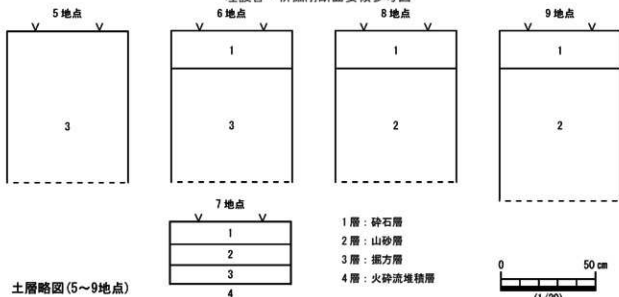 5地点
6地点
8地点
9地点
1
1
1
3
3
2
2
7地点
1
2
3
4
1層：砕石層
2層：山砂層
3層：掘方層
4層：火砕流堆積層
土層略図(5～9地点)
0
50cm
(1/20)